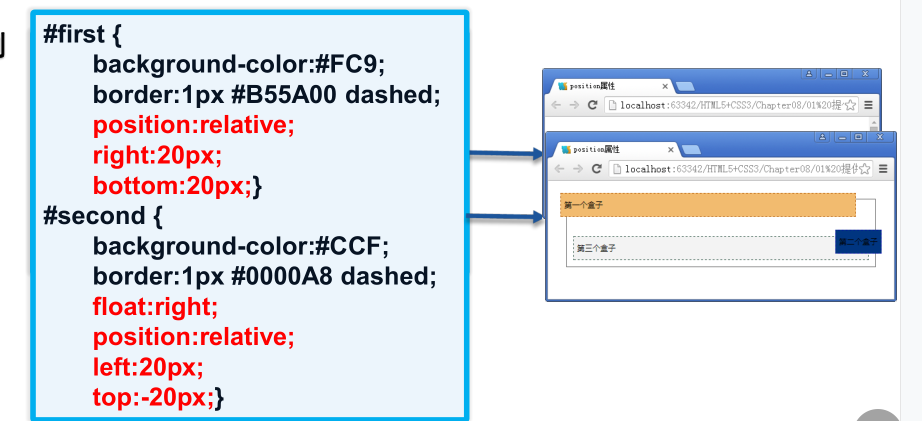 #first {
background-color:#FC9;
border:1px #B55A00 dashed;
position:relative;
right:20px;
bottom:20px;}
#second {
background-color:#CCF;
border:1px #0000A8 dashed;
float:right;
position:relative;
left:20px;
top:-20px;}
position属性
localhost:63342/HTML5+CSS3/Chapter08/01%20提
position属性
localhost:63342/HTML5+CSS3/Chapter08/01%20提供
第一个盒子
第二个盒子
第三个盒子